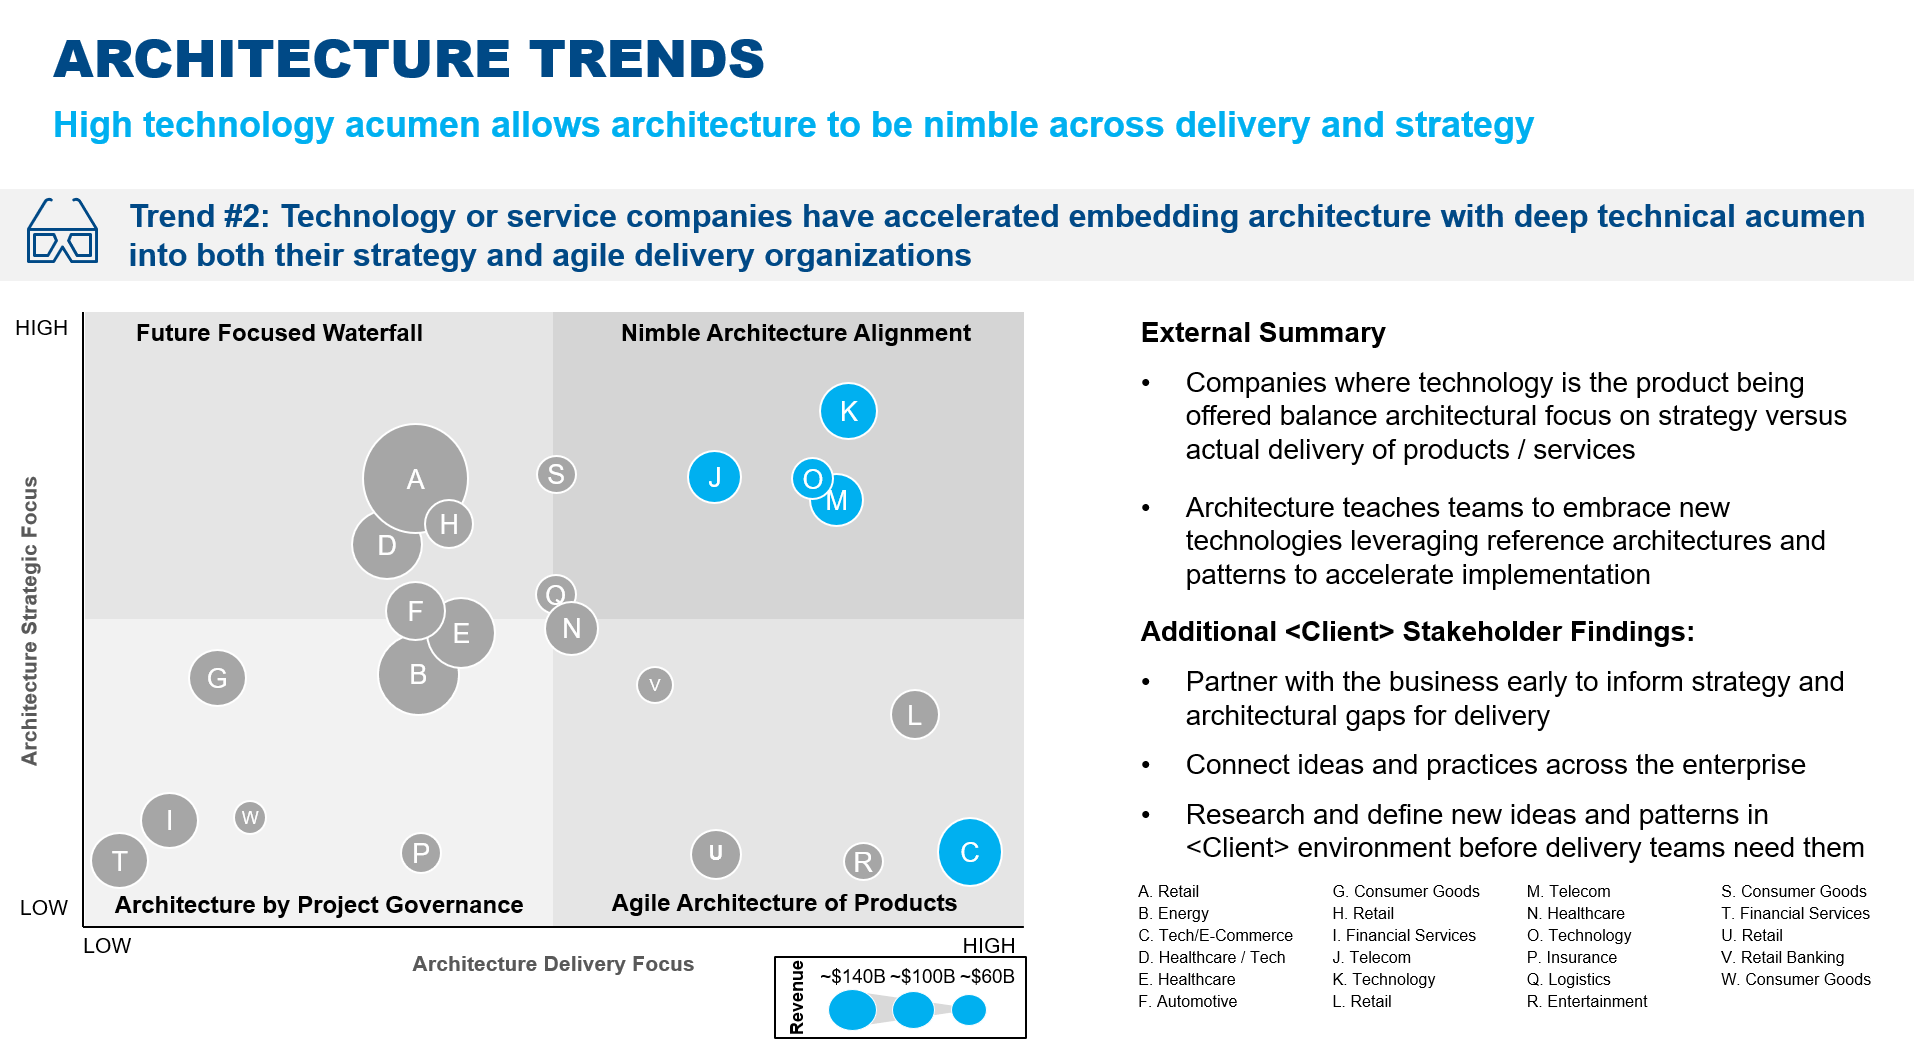 ARCHITECTURE TRENDS
High technology acumen allows architecture to be nimble across delivery and strategy
Trend #2: Technology or service companies have accelerated embedding architecture with deep technical acumen
into both their strategy and agile delivery organizations
HIGH
Future Focused Waterfall
Nimble Architecture Alignment
K
A
S
J
O
M
H
D
Q
F
E
N
B
G
V
L
I
W
T
P
U
R
C
Architecture by Project Governance
Agile Architecture of Products
Architecture Strategic Focus
LOW
LOW
HIGH
Architecture Delivery Focus
Revenue
~$140B ~$100B ~$60B
External Summary
• Companies where technology is the product being
offered balance architectural focus on strategy versus
actual delivery of products / services
• Architecture teaches teams to embrace new
technologies leveraging reference architectures and
patterns to accelerate implementation
Additional <Client> Stakeholder Findings:
• Partner with the business early to inform strategy and
architectural gaps for delivery
• Connect ideas and practices across the enterprise
• Research and define new ideas and patterns in
<Client> environment before delivery teams need them
A. Retail
B. Energy
C. Tech/E-Commerce
D. Healthcare / Tech
E. Healthcare
F. Automotive
G. Consumer Goods
H. Retail
I. Financial Services
J. Telecom
K. Technology
L. Retail
M. Telecom
N. Healthcare
O. Technology
P. Insurance
Q. Logistics
R. Entertainment
S. Consumer Goods
T. Financial Services
U. Retail
V. Retail Banking
W. Consumer Goods